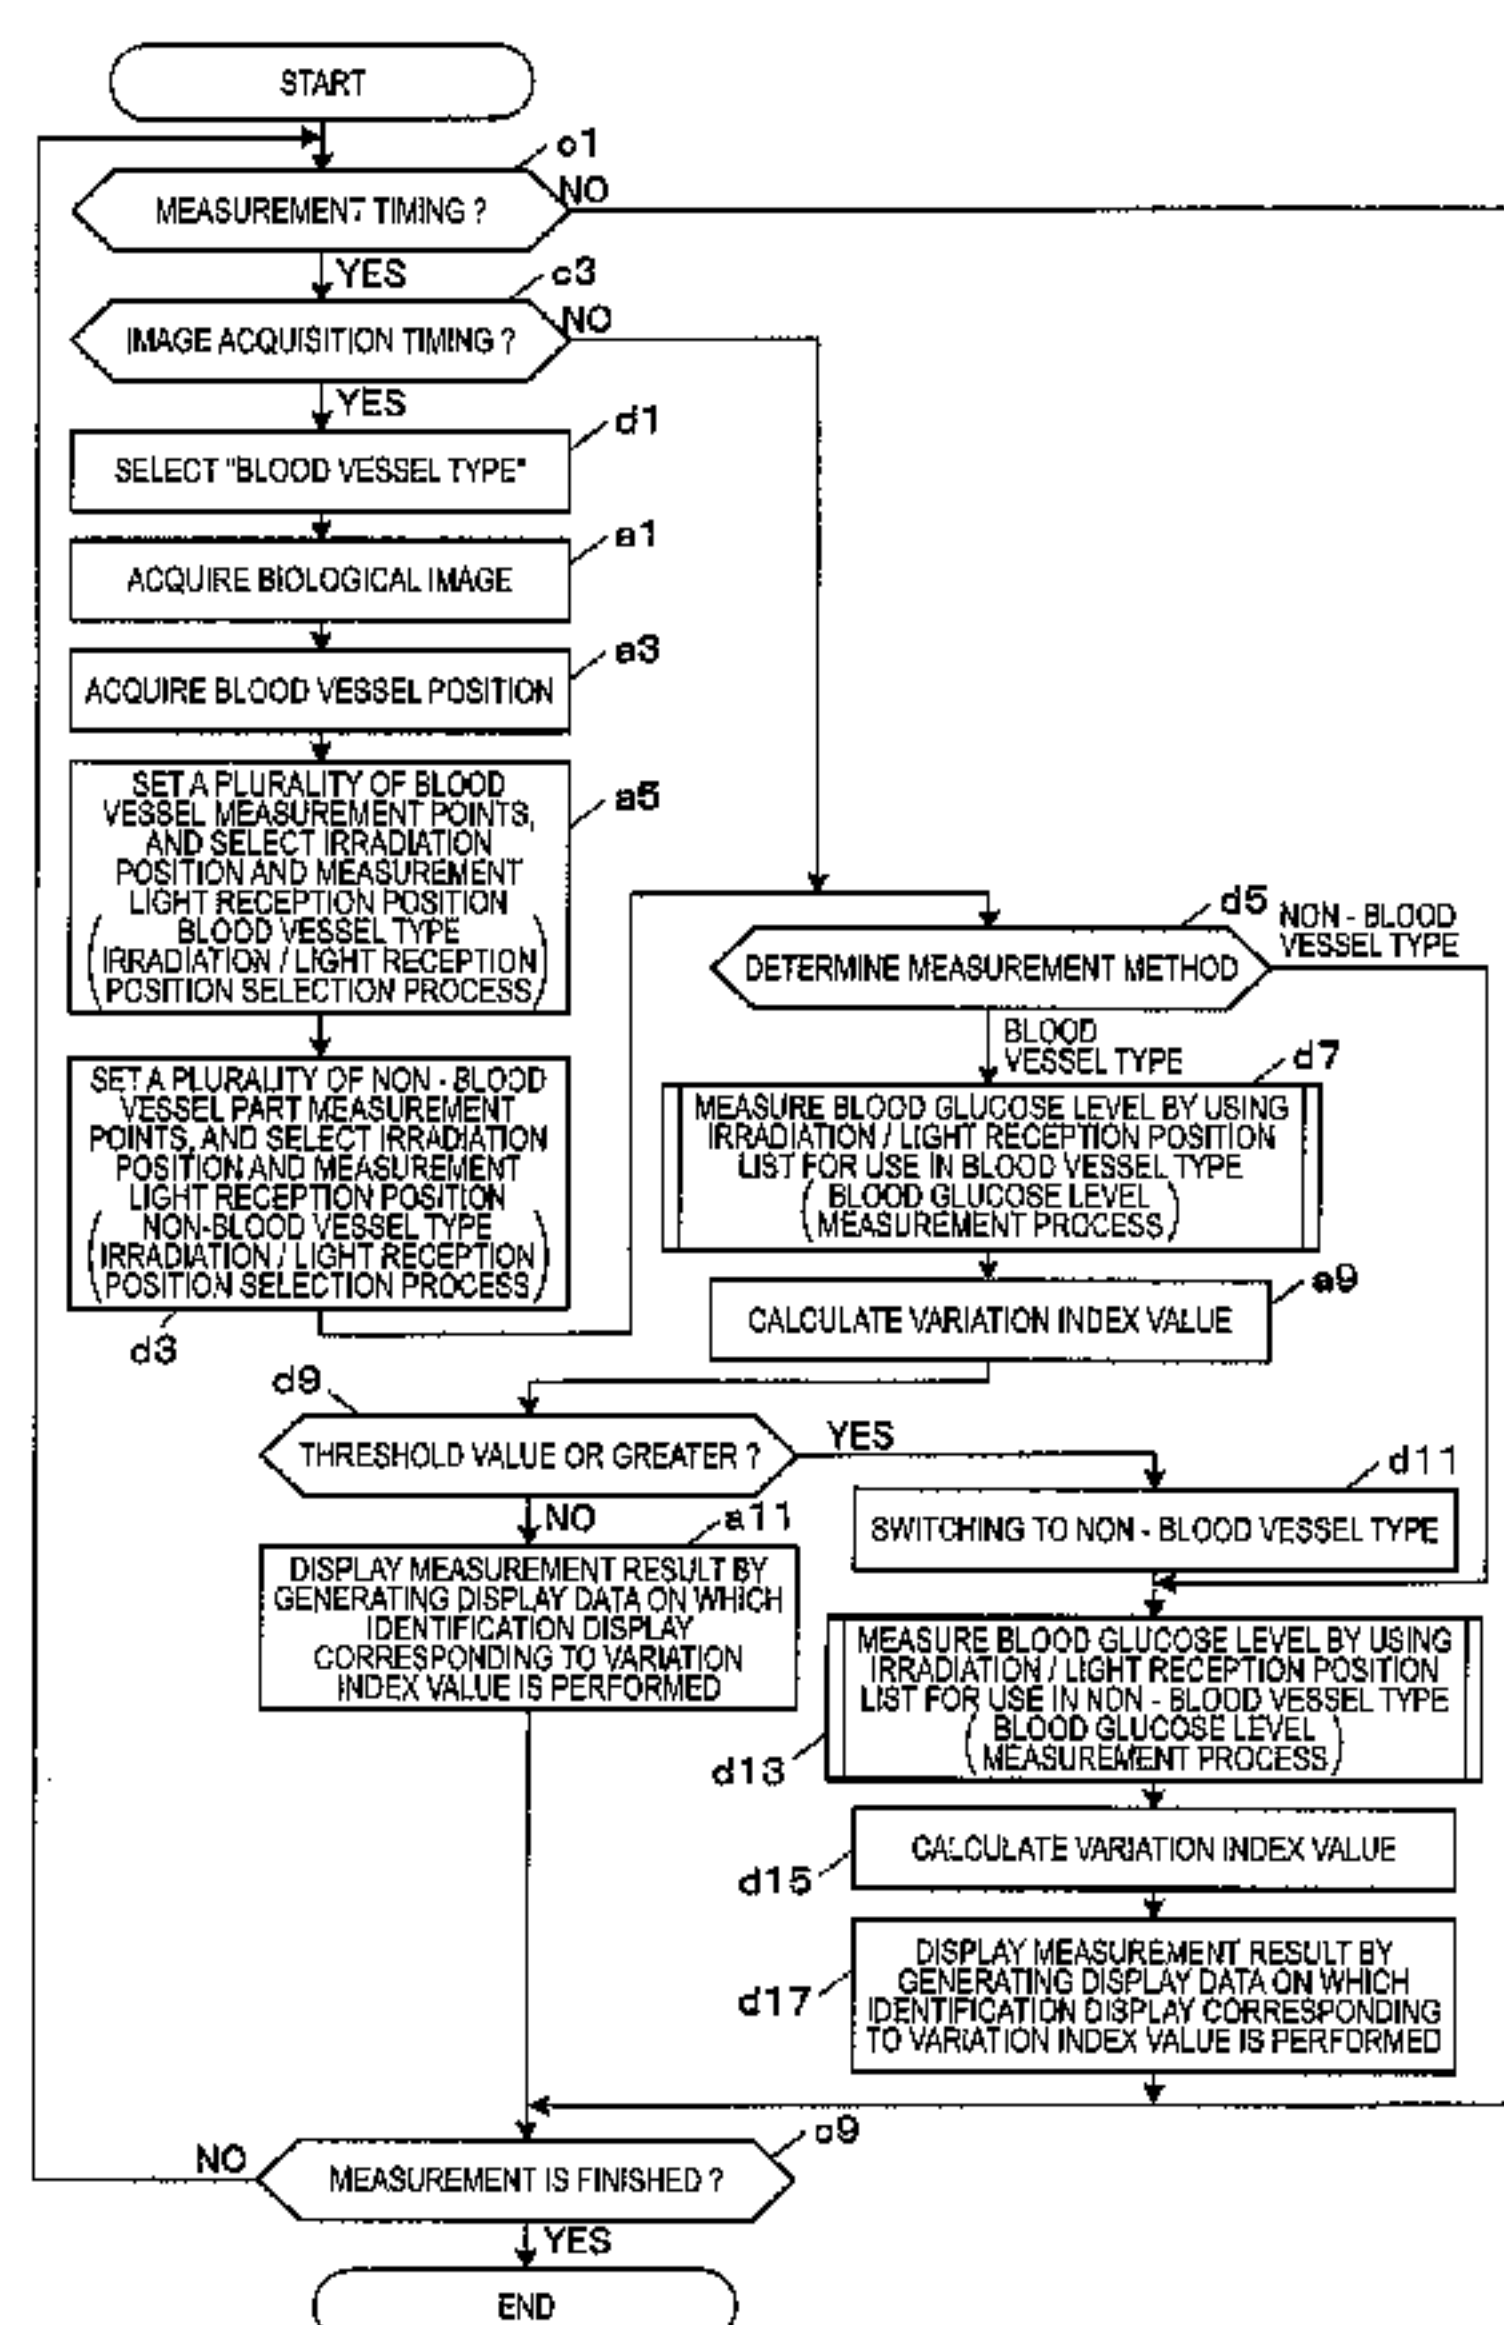 START
c1
MEASUREMENT TIMING ?
NO
YES
c3
IMAGE ACQUISITION TIMING ?
NO
YES
d1
SELECT "BLOOD VESSEL TYPE"
a1
ACQUIRE BIOLOGICAL IMAGE
a3
ACQUIRE BLOOD VESSEL POSITION
a5
SET A PLURALITY OF BLOOD
VESSEL MEASUREMENT POINTS,
AND SELECT IRRADIATION
POSITION AND MEASUREMENT
LIGHT RECEPTION POSITION
( BLOOD VESSEL TYPE
IRRADIATION / LIGHT RECEPTION
POSITION SELECTION PROCESS )
SET A PLURALITY OF NON - BLOOD
VESSEL PART MEASUREMENT
POINTS, AND SELECT IRRADIATION
POSITION AND MEASUREMENT
LIGHT RECEPTION POSITION
( NON-BLOOD VESSEL TYPE
IRRADIATION / LIGHT RECEPTION
POSITION SELECTION PROCESS )
d3
d5
NON - BLOOD
VESSEL TYPE
DETERMINE MEASUREMENT METHOD
BLOOD
VESSEL TYPE
d7
MEASURE BLOOD GLUCOSE LEVEL BY USING
IRRADIATION / LIGHT RECEPTION POSITION
LIST FOR USE IN BLOOD VESSEL TYPE
( BLOOD GLUCOSE LEVEL
MEASUREMENT PROCESS )
a9
CALCULATE VARIATION INDEX VALUE
d9
THRESHOLD VALUE OR GREATER ?
YES
NO
d11
SWITCHING TO NON - BLOOD VESSEL TYPE
a11
DISPLAY MEASUREMENT RESULT BY
GENERATING DISPLAY DATA ON WHICH
IDENTIFICATION DISPLAY
CORRESPONDING TO VARIATION
INDEX VALUE IS PERFORMED
MEASURE BLOOD GLUCOSE LEVEL BY USING
IRRADIATION / LIGHT RECEPTION POSITION
LIST FOR USE IN NON - BLOOD VESSEL TYPE
( BLOOD GLUCOSE LEVEL
MEASUREMENT PROCESS )
d13
CALCULATE VARIATION INDEX VALUE
d15
DISPLAY MEASUREMENT RESULT BY
GENERATING DISPLAY DATA ON WHICH
IDENTIFICATION DISPLAY CORRESPONDING
TO VARIATION INDEX VALUE IS PERFORMED
d17
c9
NO
MEASUREMENT IS FINISHED ?
YES
END